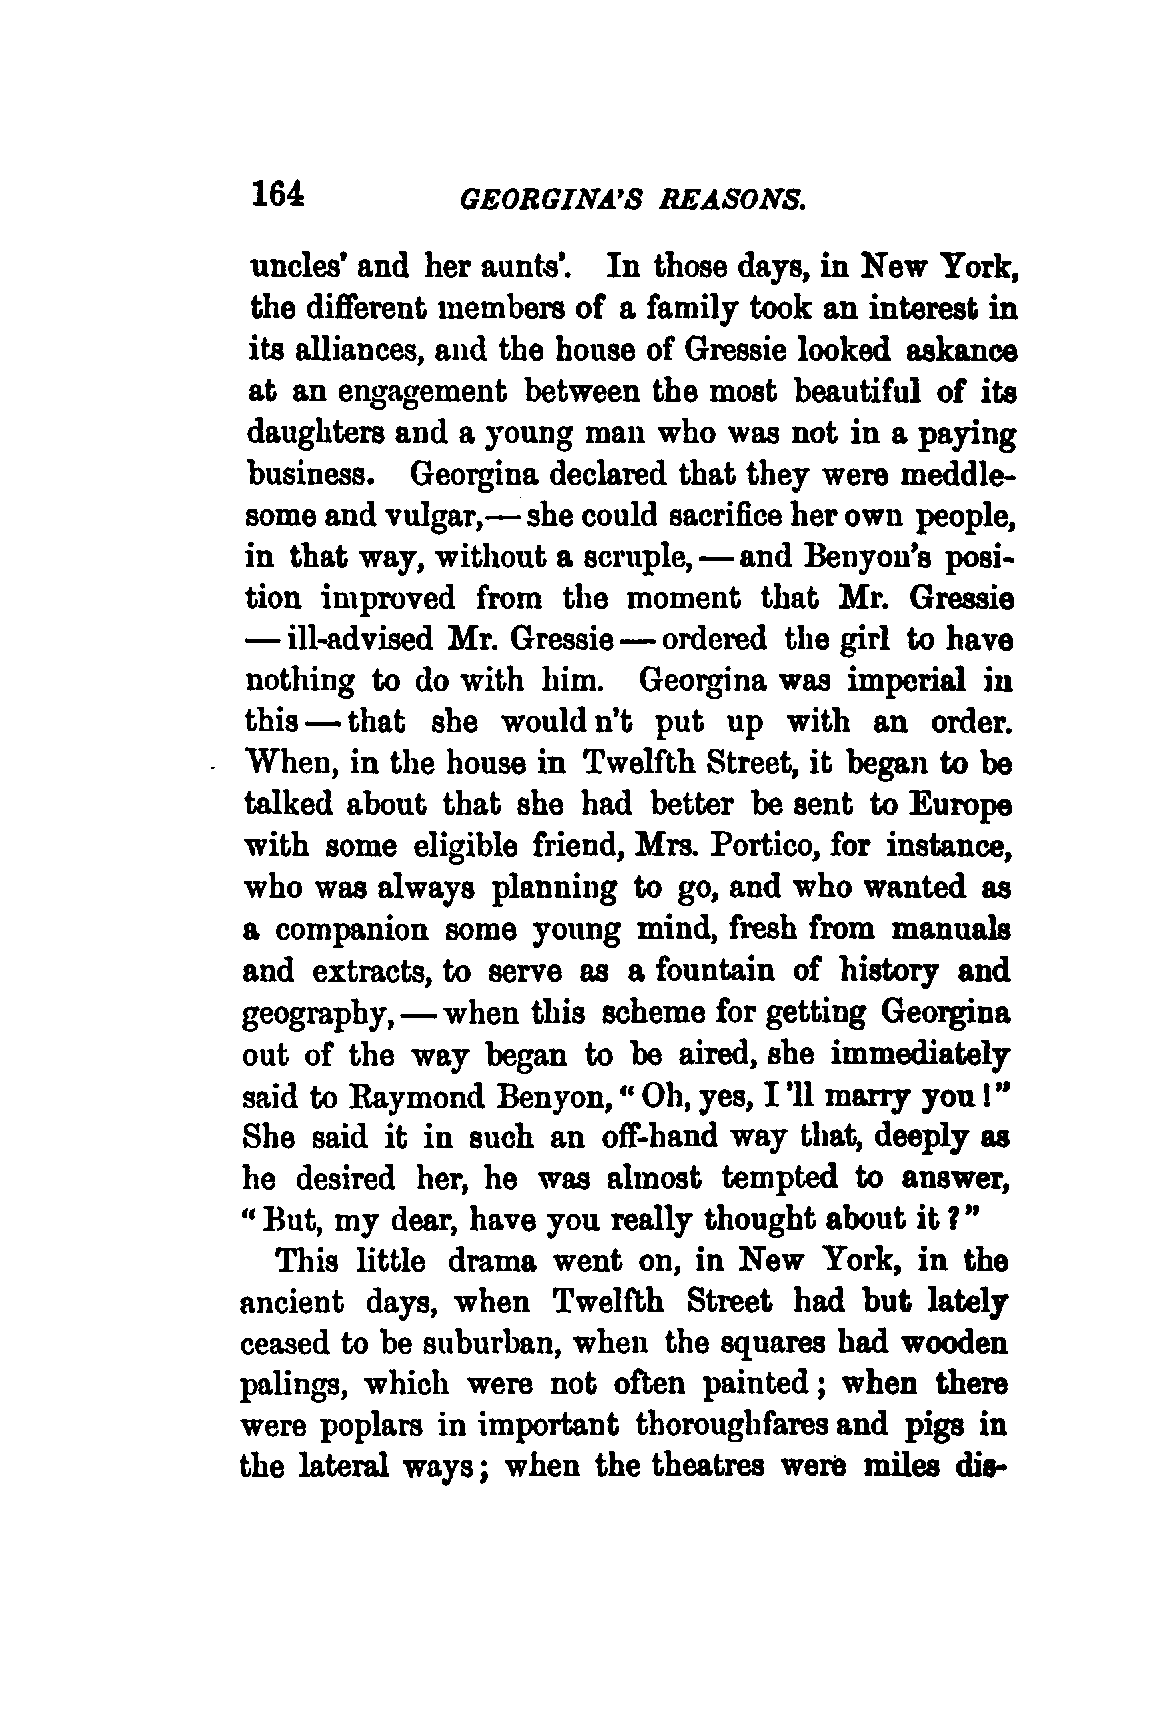 164 GEORGINA'S REASONS.
uncles' and her aunts'. In those days, in New York,
the different members of a family took an interest in
its alliances, and the house of Gressie looked askance
at an engagement between the most beautiful of its
daughters and a young man who was not in a paying
business. Georgina declared that they were meddle-
some and vulgar,— she could sacrifice her own people,
in that way, without a scruple, — and Benyon's posi-
tion improved from the moment that Mr. Gressie
— ill-advised Mr. Gressie — ordered the girl to have
nothing to do with him. Georgina was imperial in
this — that she would n't put up with an order.
When, in the house in Twelfth Street, it began to be
talked about that she had better be sent to Europe
with some eligible friend, Mrs. Portico, for instance,
who was always planning to go, and who wanted as
a companion some young mind, fresh from manuals
and extracts, to serve as a fountain of history and
geography, — when this scheme for getting Georgina
out of the way began to be aired, she immediately
said to Raymond Benyon, “ Oh, yes, I 'll marry you !”
She said it in such an off-hand way that, deeply as
he desired her, he was almost tempted to answer,
“ But, my dear, have you really thought about it ?”
This little drama went on, in New York, in the
ancient days, when Twelfth Street had but lately
ceased to be suburban, when the squares had wooden
palings, which were not often painted ; when there
were poplars in important thoroughfares and pigs in
the lateral ways ; when the theatres were miles dis-